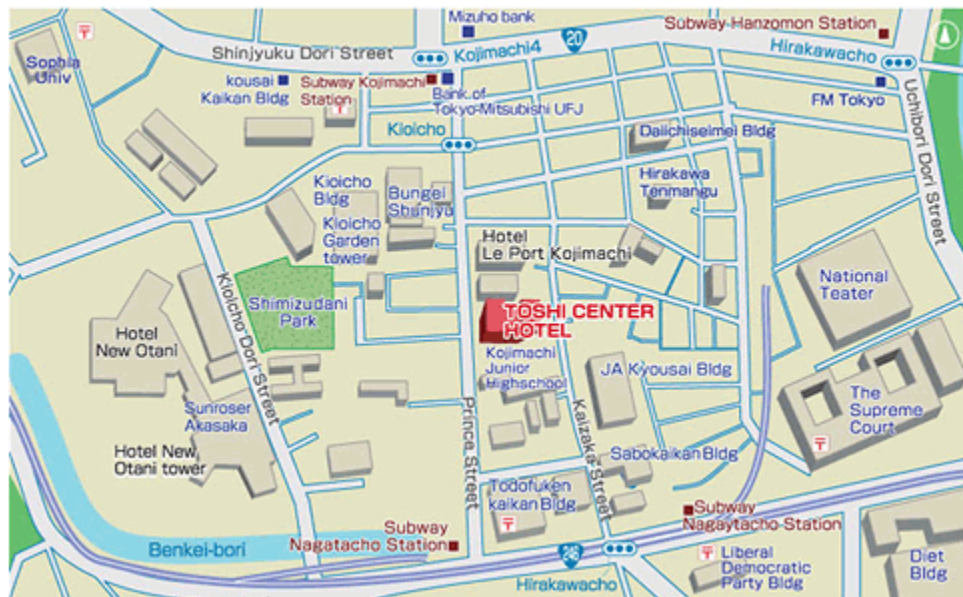 Mizuho bank
Subway Hanzomon Station
20
Shinjyuku Dori Street
Kojimachi4
Hirakawacho
Sophia
Univ
kousai
Kaikan Bldg
Subway Kojimachi
Station
Bank of
Tokyo-Mitsubishi UFJ
FM Tokyo
Uchibori Dori Street
Kioicho
Daiichiseimei Bldg
Kioicho
Bldg
Bungei
Shunjya
Hirakawa
Tenmangu
Kioicho
Garden
tower
Hotel
Le Port Kojimachi
National
Teater
Kioicho Dori Street
Shimizudani
Park
TOSHI CENTER
HOTEL
Hotel
New Otani
Kojimachi
Junior
Highschool
JA Kyousai Bldg
The
Supreme
Court
Sunroser
Akasaka
Prince Street
Kaizaka Street
Hotel New
Otani tower
Sabokaikan Bldg
Todofuken
kaikan Bldg
Subway
Nagaytacho Station
Subway
Nagatacho Station
Benkei-bori
246
Hirakawacho
Liberal
Democratic
Party Bldg
Diet
Bldg